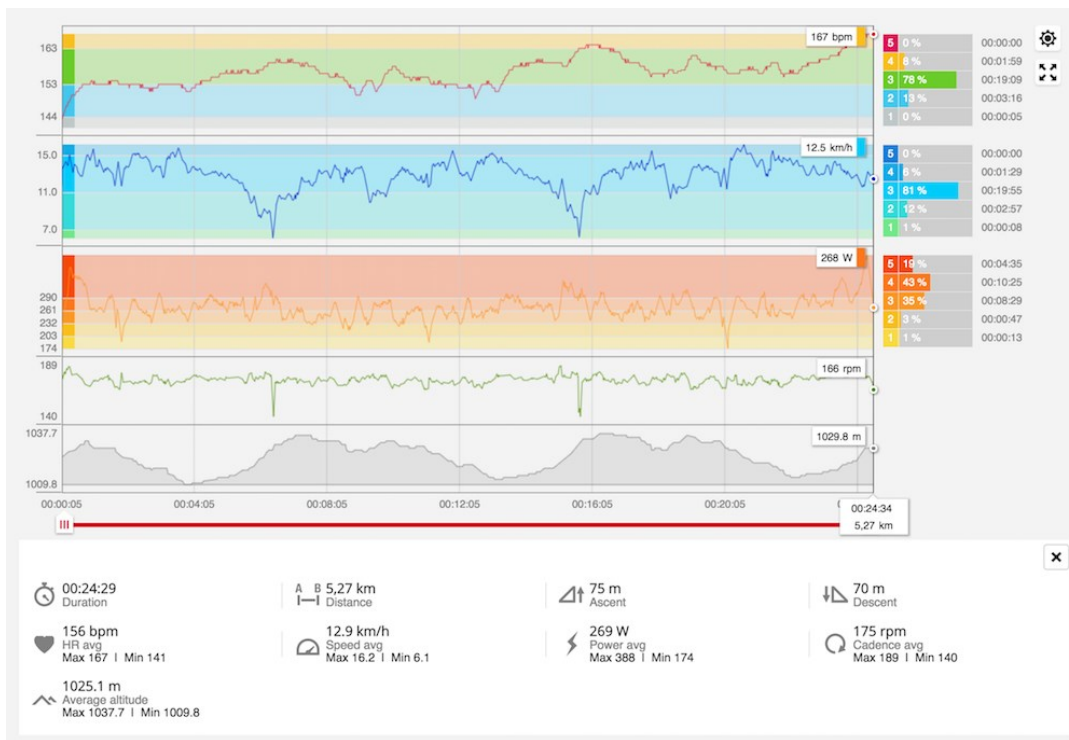 167 bpm
163
153
144
5 0 % 00:00:00
4 8 % 00:01:59
3 78 % 00:19:09
2 13 % 00:03:16
1 0 % 00:00:05
12.5 km/h
15.0
11.0
7.0
5 0 % 00:00:00
4 6 % 00:01:29
3 81 % 00:19:55
2 12 % 00:02:57
1 1 % 00:00:08
268 W
290
261
232
203
174
5 19 % 00:04:35
4 43 % 00:10:25
3 35 % 00:08:29
2 3 % 00:00:47
1 1 % 00:00:13
189
166 rpm
140
1037.7
1029.8 m
1009.8
00:00:05 00:04:05 00:08:05 00:12:05 00:16:05 00:20:05
00:24:34
5,27 km
00:24:29
Duration
A B 5,27 km
Distance
75 m
Ascent
70 m
Descent
156 bpm
HR avg
Max 167 | Min 141
12.9 km/h
Speed avg
Max 16.2 | Min 6.1
269 W
Power avg
Max 388 | Min 174
175 rpm
Cadence avg
Max 189 | Min 140
1025.1 m
Average altitude
Max 1037.7 | Min 1009.8